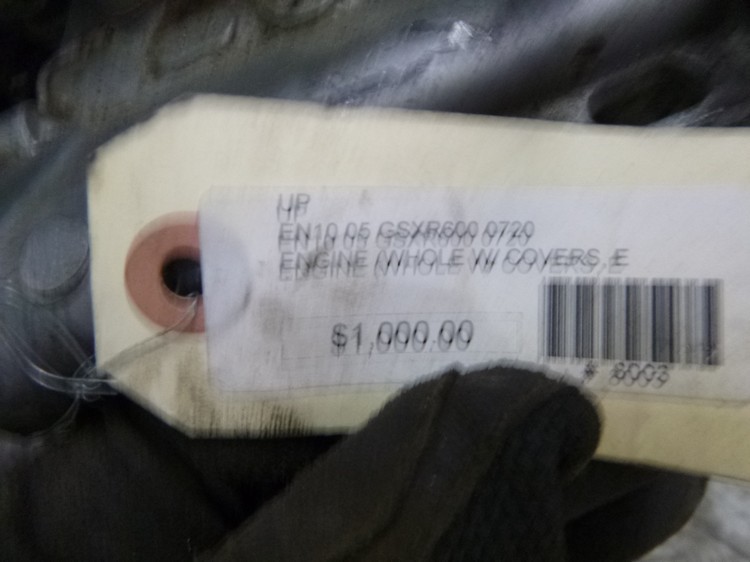 UP
EN10 05 GSXR600 0720
ENGINE (WHOLE W/ COVERS, E
$1,000.00
#